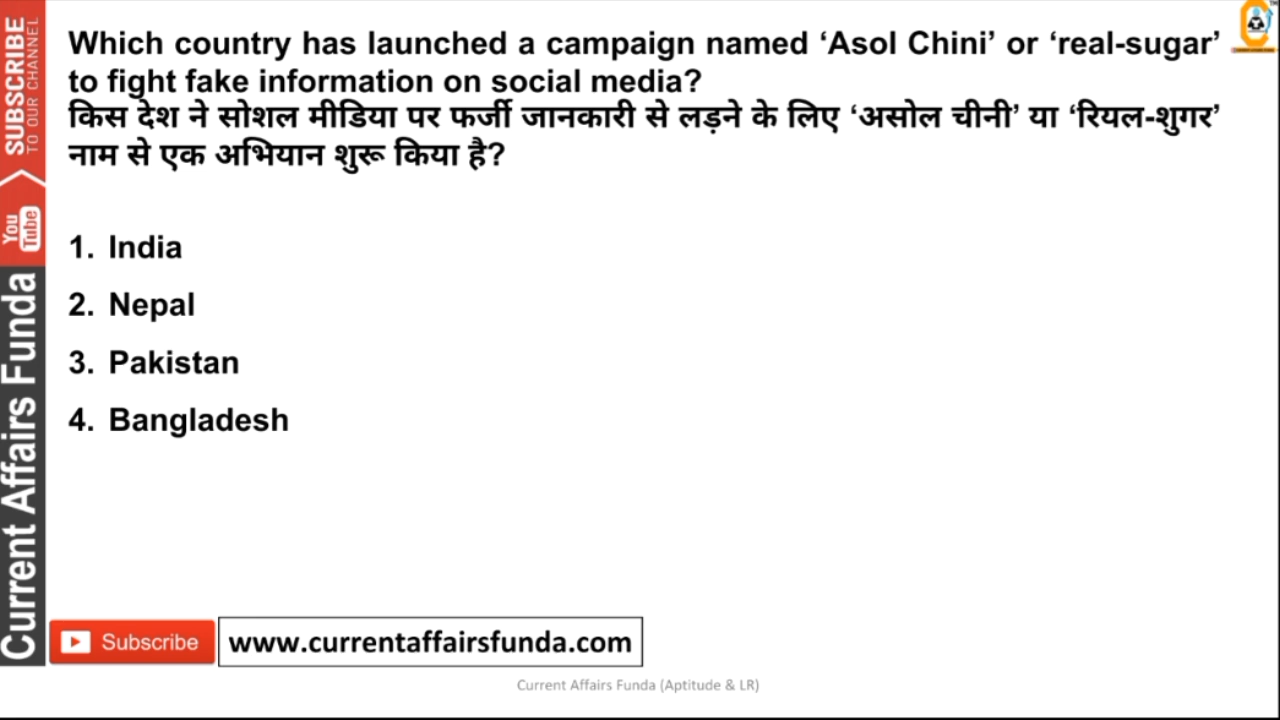 Which country has launched a campaign named ‘Asol Chini’ or ‘real-sugar’
to fight fake information on social media?
किस देश ने सोशल मीडिया पर फर्जी जानकारी से लड़ने के लिए ‘असोल चीनी’ या ‘रियल-शुगर’
नाम से एक अभियान शुरू किया है?
1. India
2. Nepal
3. Pakistan
4. Bangladesh
SUBSCRIBE
TO OUR CHANNEL
You
Tube
Current Affairs Funda
Subscribe
www.currentaffairsfunda.com
Current Affairs Funda (Aptitude & LR)